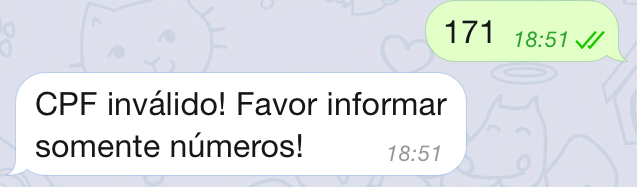 171 18:51
CPF inválido! Favor informar
somente números! 18:51